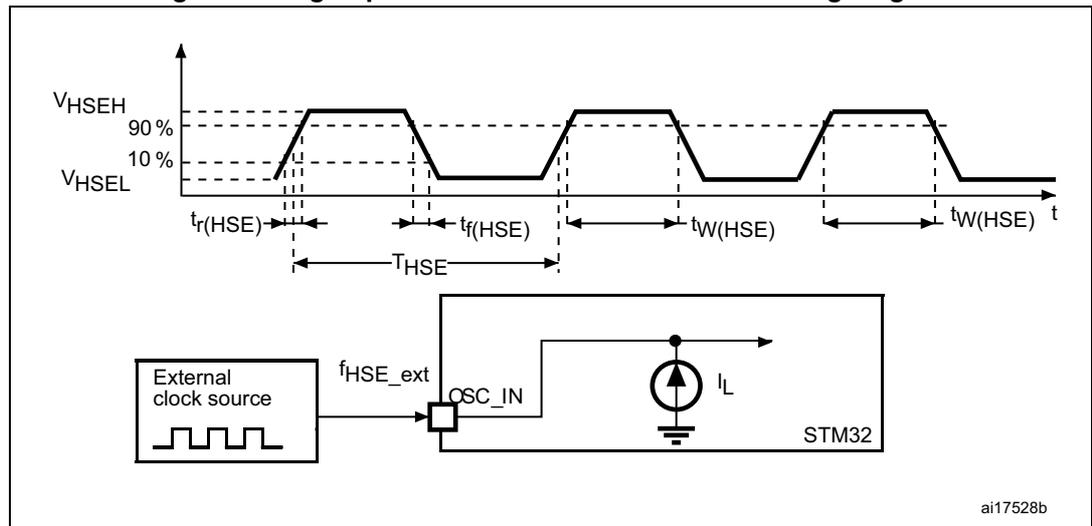 VHSEH
90 %
10 %
VHSEL
tr(HSE)
tf(HSE)
tW(HSE)
tW(HSE)
t
THSE
External
clock source
fHSE_ext
OSC_IN
IL
STM32
ai17528b